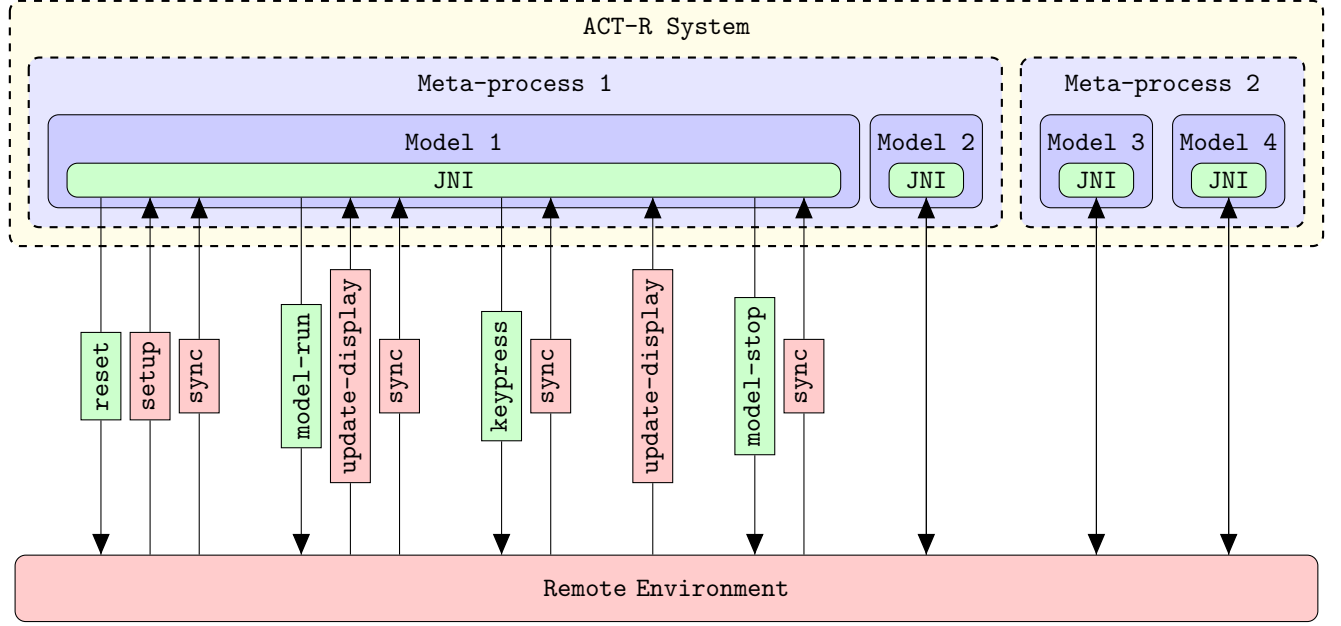 ACT-R System
Meta-process 1
Meta-process 2
Model 1
Model 2
Model 3
Model 4
JNI
JNI
JNI
JNI
reset
setup
sync
model-run
update-display
sync
keypress
sync
update-display
model-stop
sync
Remote Environment